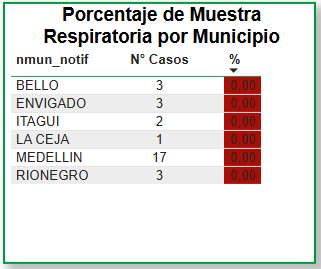 Porcentaje de Muestra
Respiratoria por Municipio
nmun_notif N° Casos %
BELLO 3 0,00
ENVIGADO 3 0,00
ITAGUI 2 0,00
LA CEJA 1 0,00
MEDELLIN 17 0,00
RIONEGRO 3 0,00